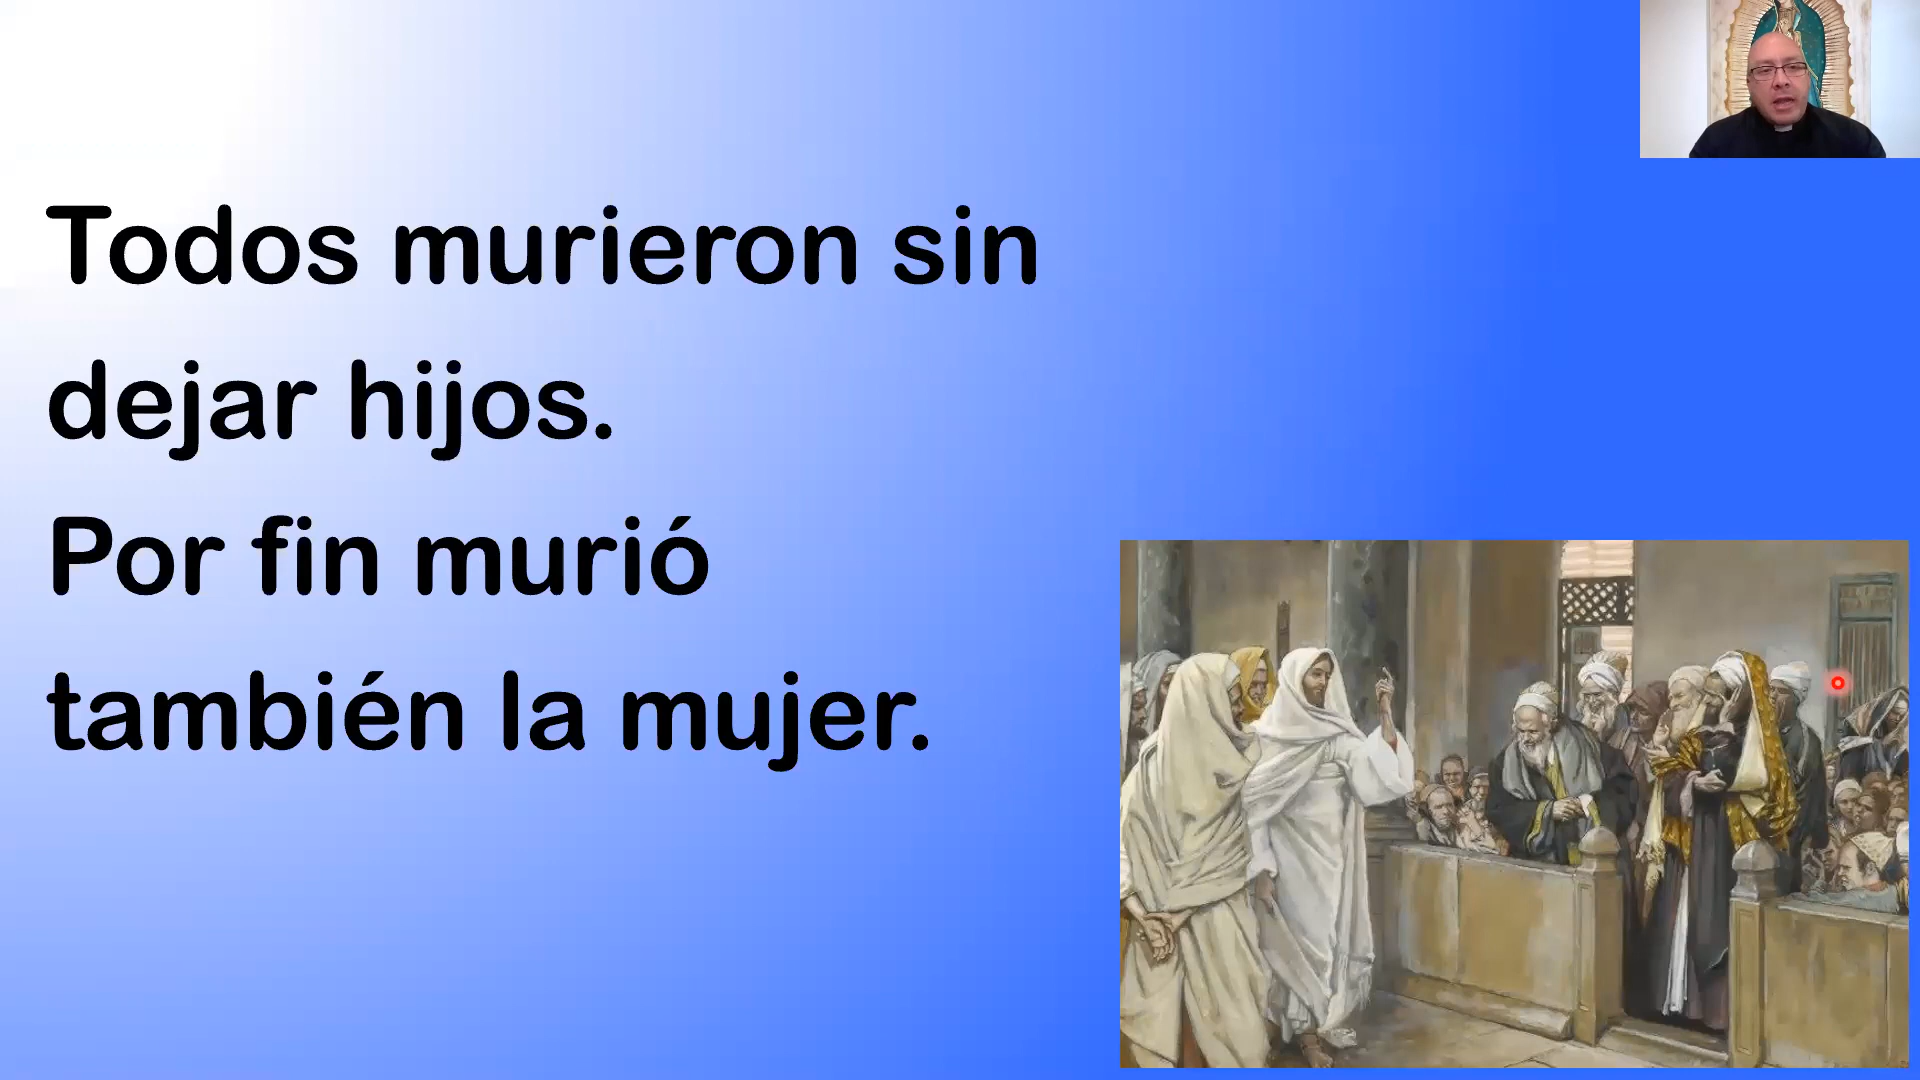 Todos murieron sin
dejar hijos.
Por fin murió
también la mujer.